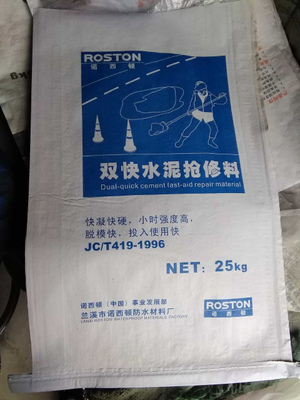 ROSTON
诺西顿
双快水泥抢修料
Dual-quick cement fast-aid repair material
快凝快硬，小时强度高，
脱模快，投入使用快
JC/T419-1996
NET：25kg
诺西顿（中国）事业发展部
兰溪市诺西顿防水材料厂
ROSTON
诺西顿